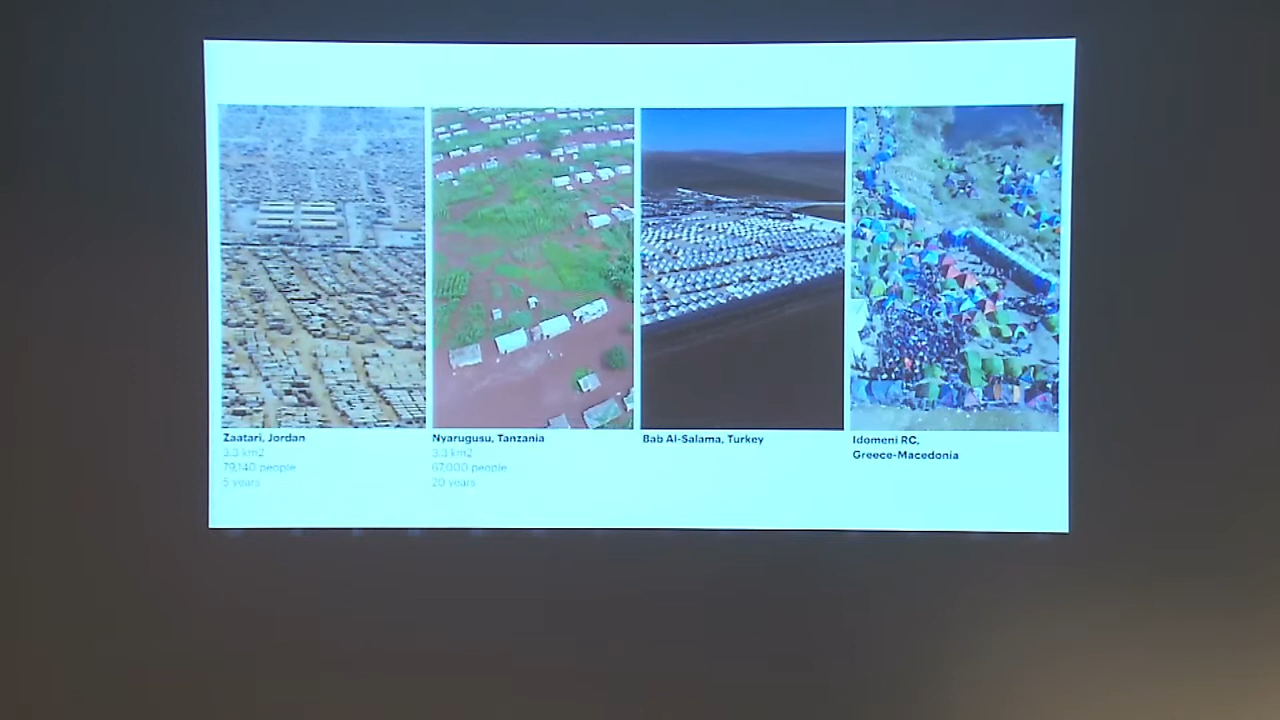 Zaatari, Jordan
3.3 km2
79,140 people
5 years
Nyarugusu, Tanzania
3.3 km2
67,000 people
20 years
Bab Al-Salama, Turkey
Idomeni RC,
Greece-Macedonia